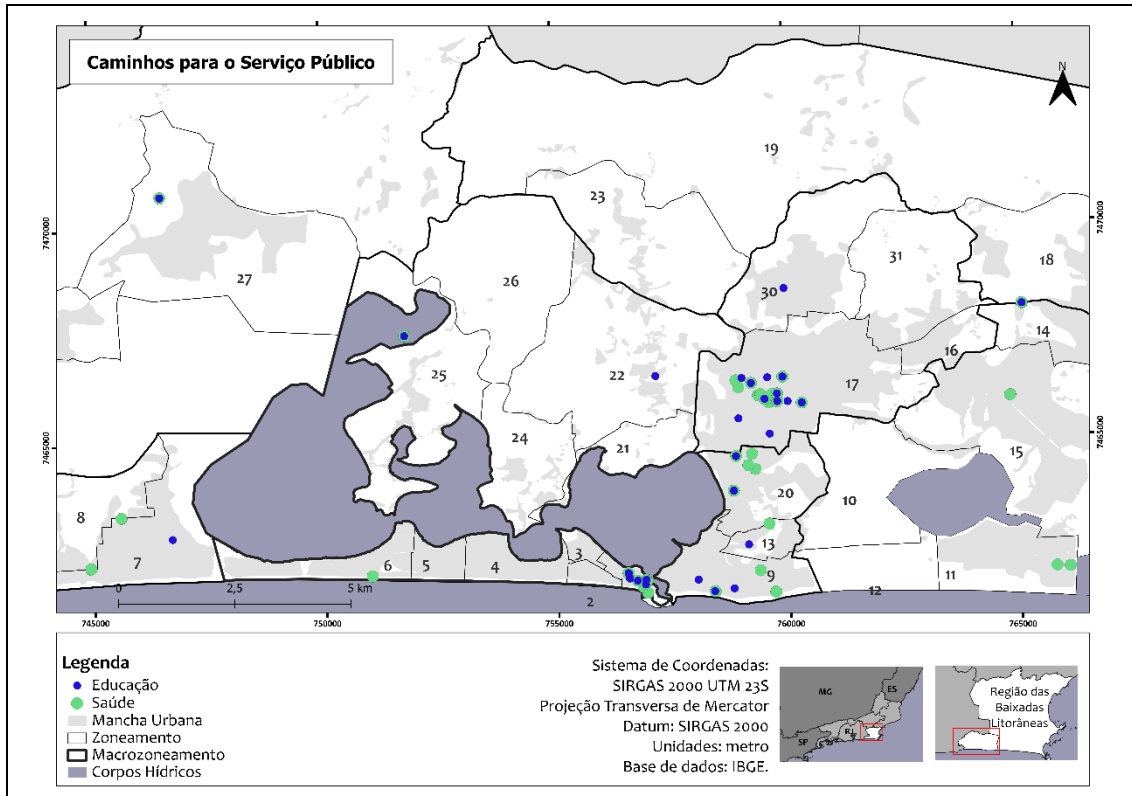 Caminhos para o Serviço Público
N
19
23
27
26
31
18
30
14
16
25
22
17
24
21
15
8
20
10
7
6
5
4
3
13
9
11
12
2
7470000
7465000
7470000
7465000
0
2,5
5 km
745000
750000
755000
760000
765000
Legenda
Educação
Saúde
Mancha Urbana
Zoneamento
Macrozoneamento
Corpos Hídricos
Sistema de Coordenadas:
SIRGAS 2000 UTM 23S
Projeção Transversa de Mercator
Datum: SIRGAS 2000
Unidades: metro
Base de dados: IBGE.
MG
ES
RJ
SP
Região das
Baixadas
Litorâneas